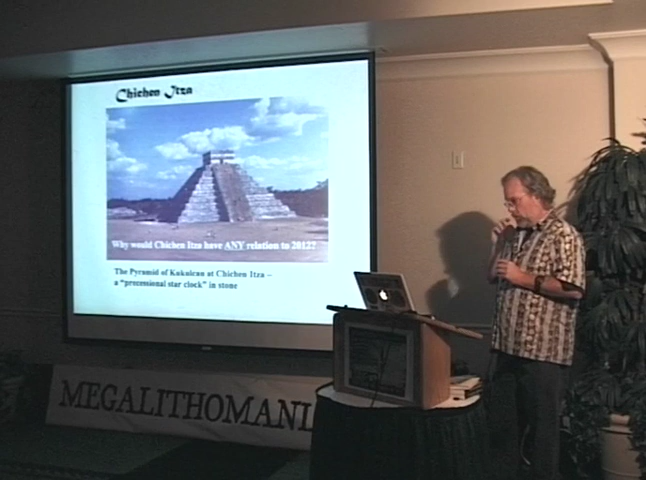 Chichen Itza
Why would Chichen Itza have ANY relation to 2012?
The Pyramid of Kukulcan at Chichen Itza –
a "precessional star clock" in stone
MEGALITHOMANI